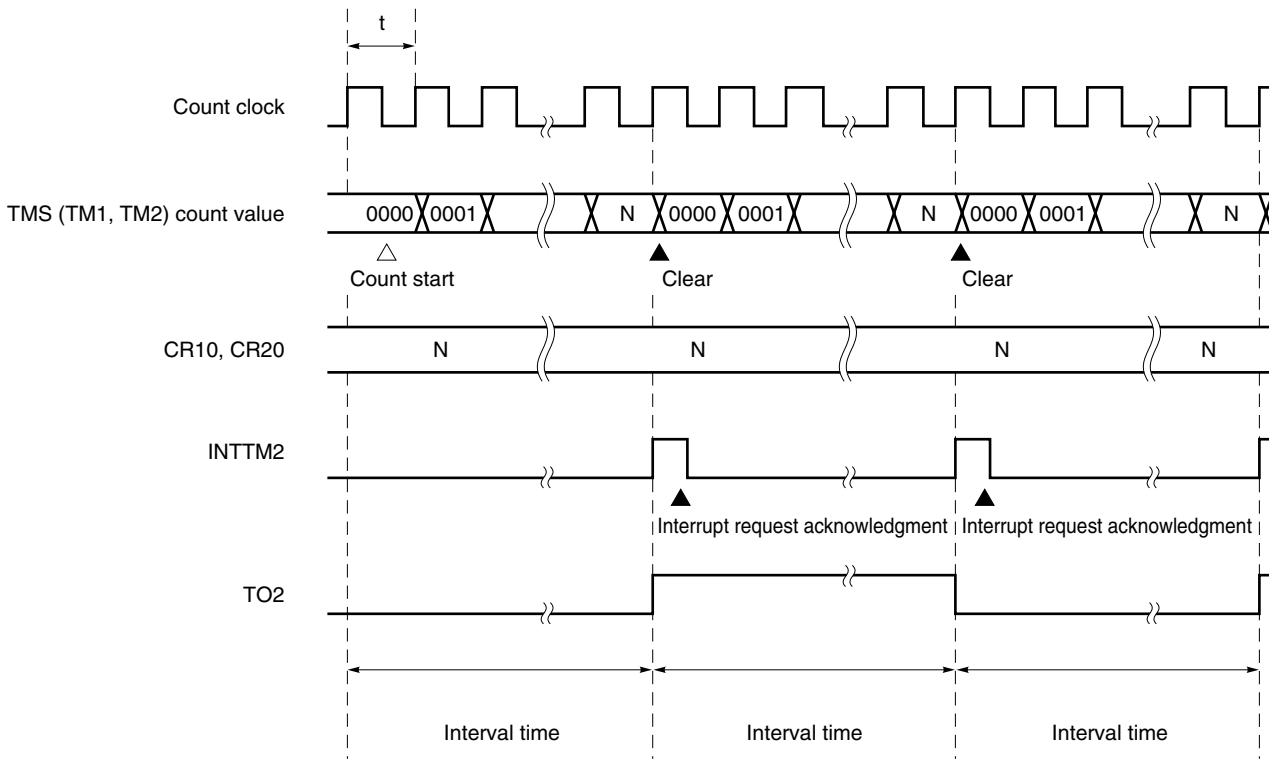 t
Count clock
TMS (TM1, TM2) count value
0000 0001 N 0000 0001 N 0000 0001 N
Count start Clear Clear
CR10, CR20 N N N N
INTTM2
Interrupt request acknowledgment Interrupt request acknowledgment
TO2
Interval time Interval time Interval time